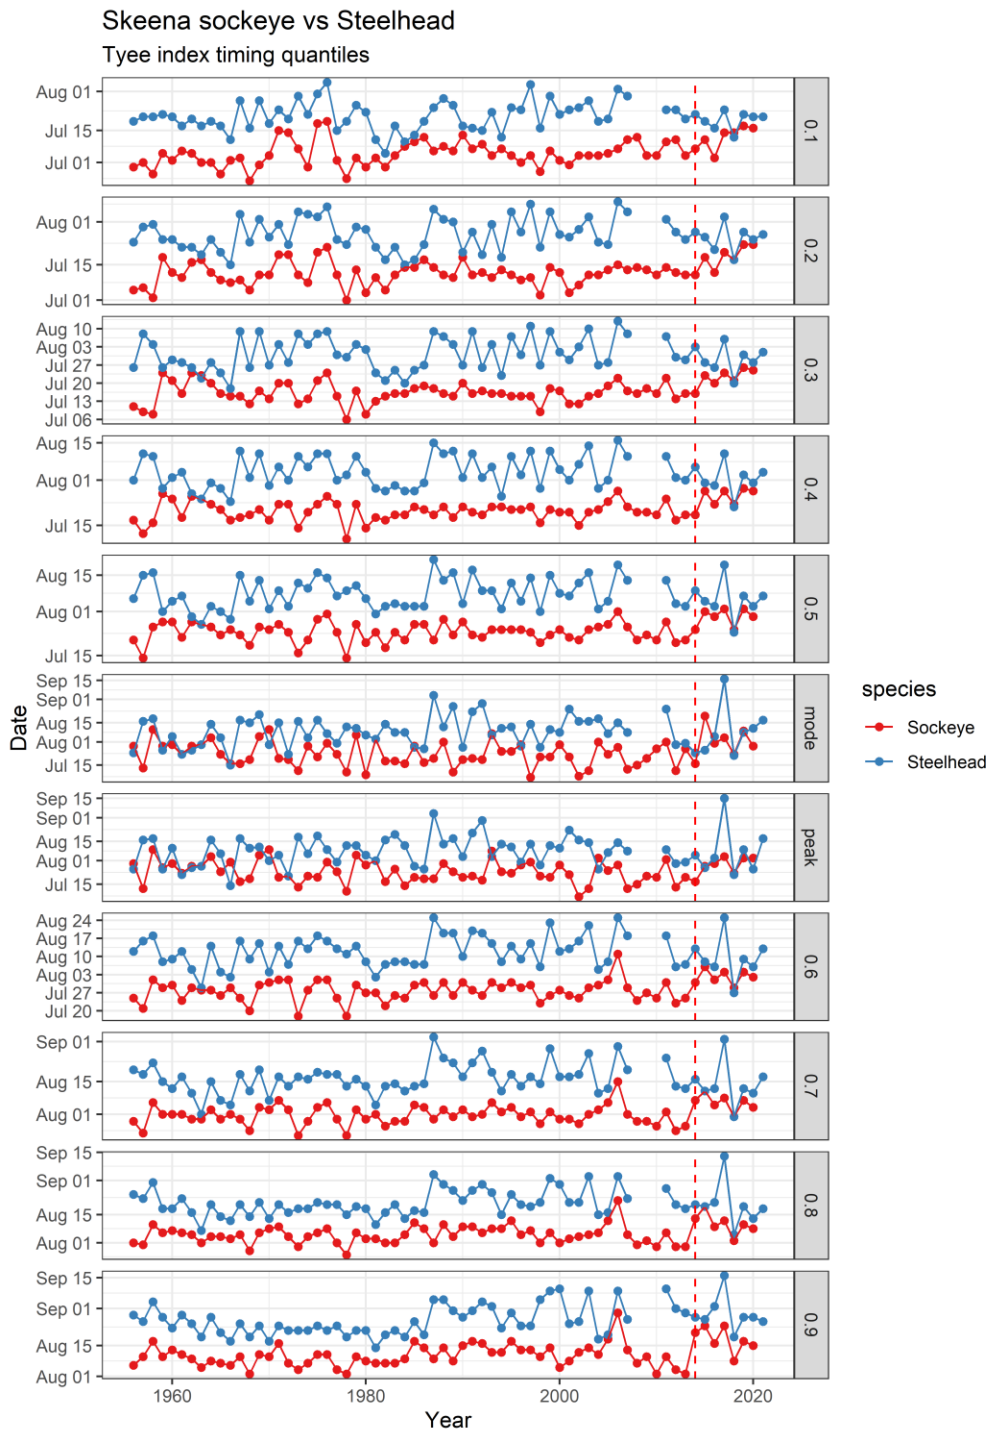 Skeena sockeye vs Steelhead
Tyee index timing quantiles
Aug 01
Jul 15
Jul 01
0.1
Aug 01
Jul 15
Jul 01
0.2
Aug 10
Aug 03
Jul 27
Jul 20
Jul 13
Jul 06
0.3
Aug 15
Aug 01
Jul 15
0.4
Aug 15
Aug 01
Jul 15
0.5
Sep 15
Sep 01
Aug 15
Aug 01
Jul 15
mode
Sep 15
Sep 01
Aug 15
Aug 01
Jul 15
peak
Aug 24
Aug 17
Aug 10
Aug 03
Jul 27
Jul 20
0.6
Sep 01
Aug 15
Aug 01
0.7
Sep 15
Sep 01
Aug 15
Aug 01
0.8
Sep 15
Sep 01
Aug 15
Aug 01
0.9
1960
1980
2000
2020
Year
Date
species
Sockeye
Steelhead